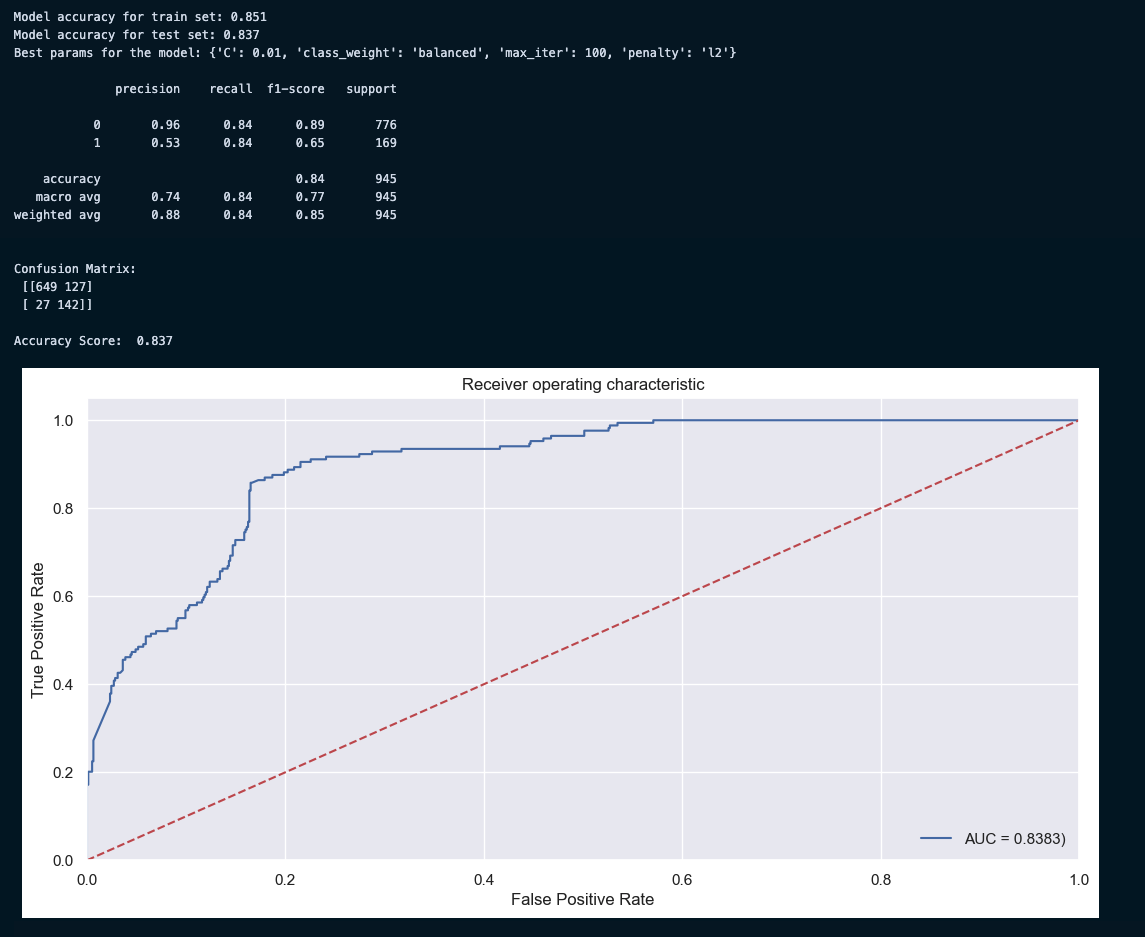 Model accuracy for train set: 0.851
Model accuracy for test set: 0.837
Best params for the model: {'C': 0.01, 'class_weight': 'balanced', 'max_iter': 100, 'penalty': 'l2'}
precision recall f1-score support
0 0.96 0.84 0.89 776
1 0.53 0.84 0.65 169
accuracy 0.84 945
macro avg 0.74 0.84 0.77 945
weighted avg 0.88 0.84 0.85 945
Confusion Matrix:
[[649 127]
[ 27 142]]
Accuracy Score: 0.837
Receiver operating characteristic
True Positive Rate
1.0
0.8
0.6
0.4
0.2
0.0
AUC = 0.8383)
0.0 0.2 0.4 0.6 0.8 1.0
False Positive Rate